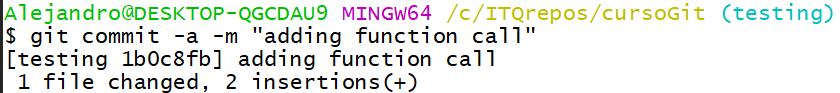 Alejandro@DESKTOP-QGCDAU9 MINGW64 /c/ITQrepos/cursoGit (testing)
$ git commit -a -m "adding function call"
[testing 1b0c8fb] adding function call
 1 file changed, 2 insertions(+)